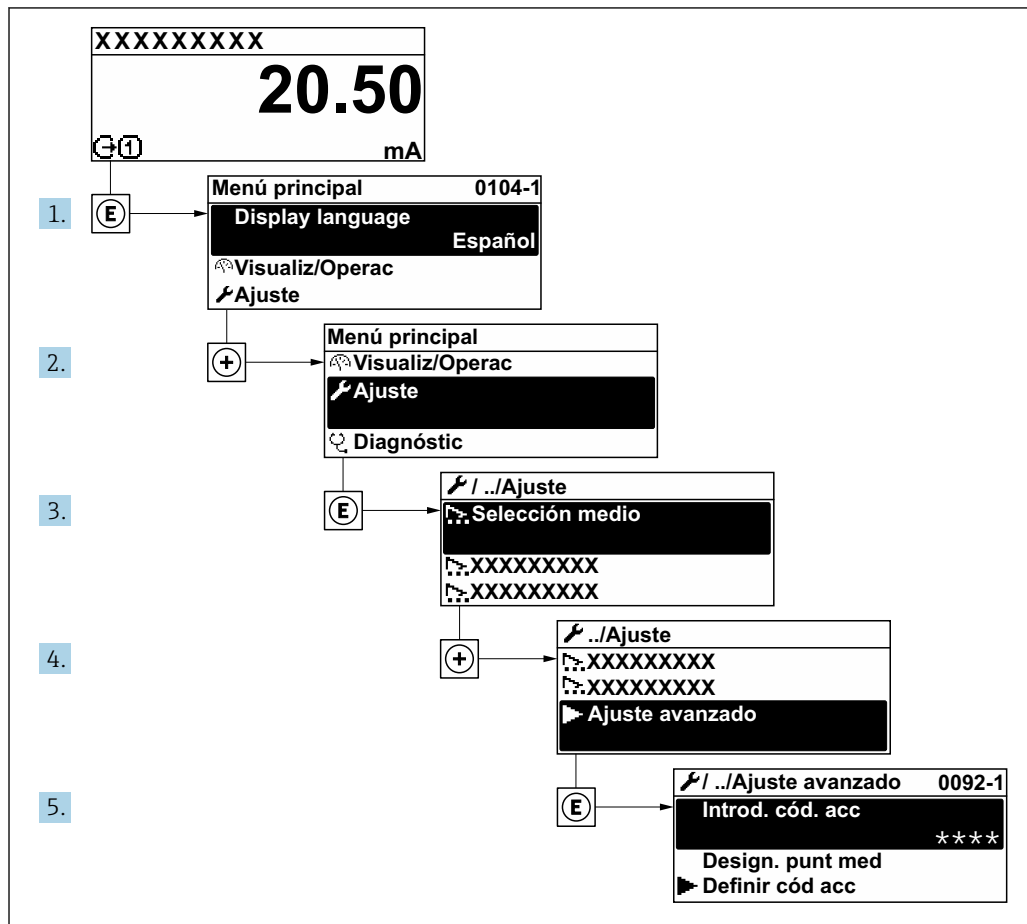 XXXXXXXXX
20.50
1 mA
1.
E
Menú principal 0104-1
Display language
Español
Visualiz/Operac
Ajuste
2.
+
Menú principal
Visualiz/Operac
Ajuste
Diagnóstic
3.
E
/ ../Ajuste
Selección medio
XXXXXXXXX
XXXXXXXXX
4.
+
../Ajuste
XXXXXXXXX
XXXXXXXXX
Ajuste avanzado
5.
E
/ ../Ajuste avanzado 0092-1
Introd. cód. acc
****
Design. punt med
Definir cód acc